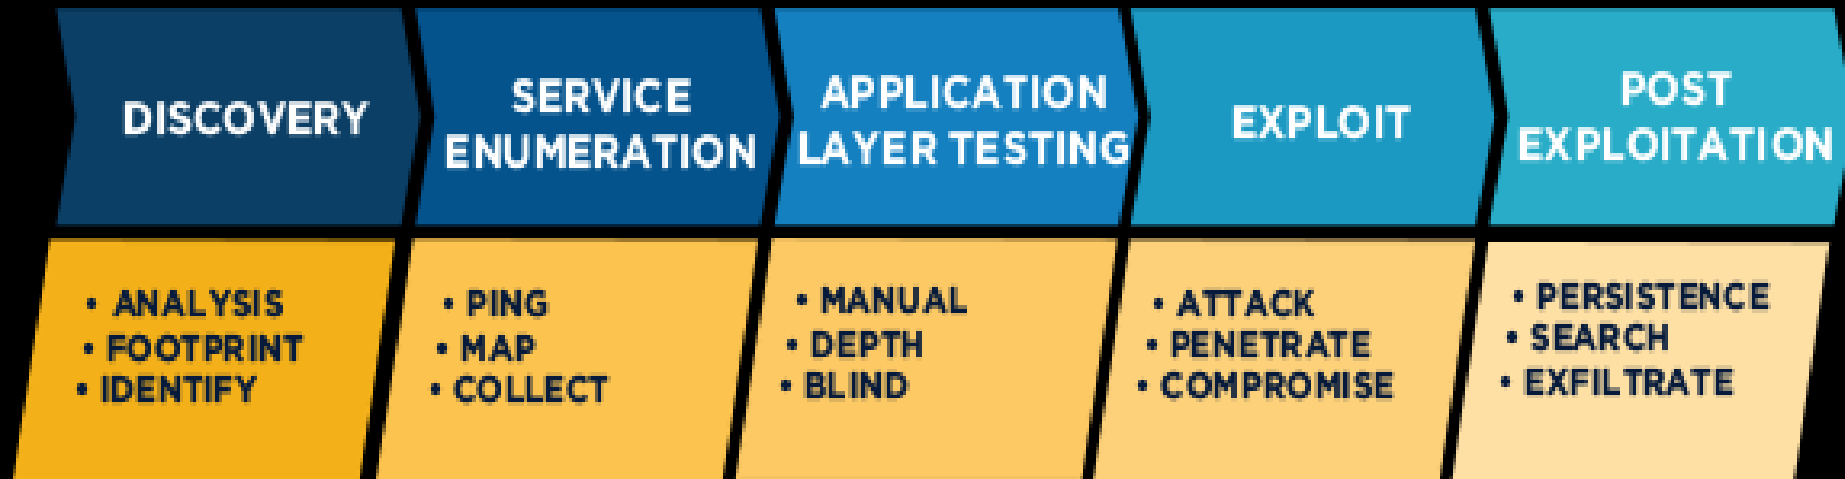 DISCOVERY
SERVICE
ENUMERATION
APPLICATION
LAYER TESTING
EXPLOIT
POST
EXPLOITATION
• ANALYSIS
• FOOTPRINT
• IDENTIFY
• PING
• MAP
• COLLECT
• MANUAL
• DEPTH
• BLIND
• ATTACK
• PENETRATE
• COMPROMISE
• PERSISTENCE
• SEARCH
• EXFILTRATE